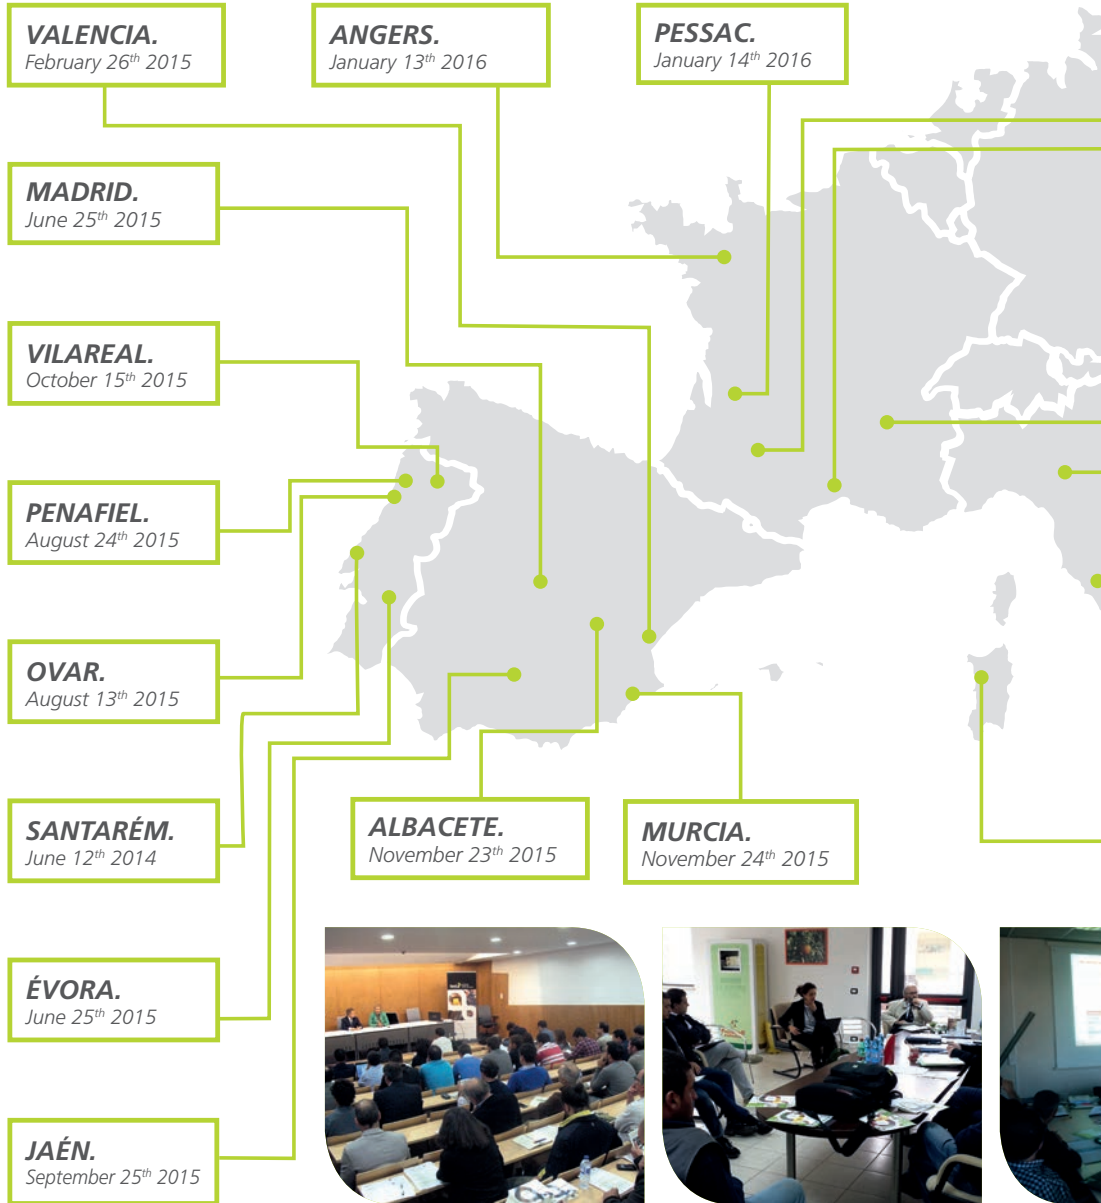 VALENCIA.
February 26th 2015
ANGERS.
January 13th 2016
PESSAC.
January 14th 2016
MADRID.
June 25th 2015
VILAREAL.
October 15th 2015
PENAFIEL.
August 24th 2015
OVAR.
August 13th 2015
SANTARÉM.
June 12th 2014
ALBACETE.
November 23th 2015
MURCIA.
November 24th 2015
ÉVORA.
June 25th 2015
JAÉN.
September 25th 2015